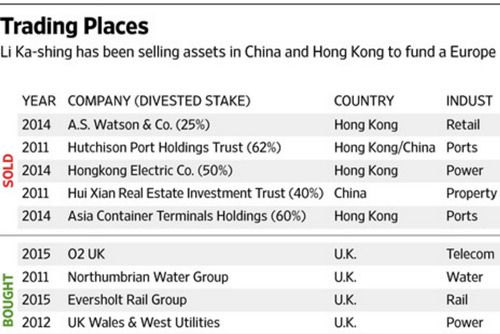 Trading Places
Li Ka-shing has been selling assets in China and Hong Kong to fund a Europe
YEAR COMPANY (DIVESTED STAKE) COUNTRY INDUST
SOLD
2014 A.S. Watson & Co. (25%) Hong Kong Retail
2011 Hutchison Port Holdings Trust (62%) Hong Kong/China Ports
2014 Hongkong Electric Co. (50%) Hong Kong Power
2011 Hui Xian Real Estate Investment Trust (40%) China Property
2014 Asia Container Terminals Holdings (60%) Hong Kong Ports
BOUGHT
2015 O2 UK U.K. Telecom
2011 Northumbrian Water Group U.K. Water
2015 Eversholt Rail Group U.K. Rail
2012 UK Wales & West Utilities U.K. Power